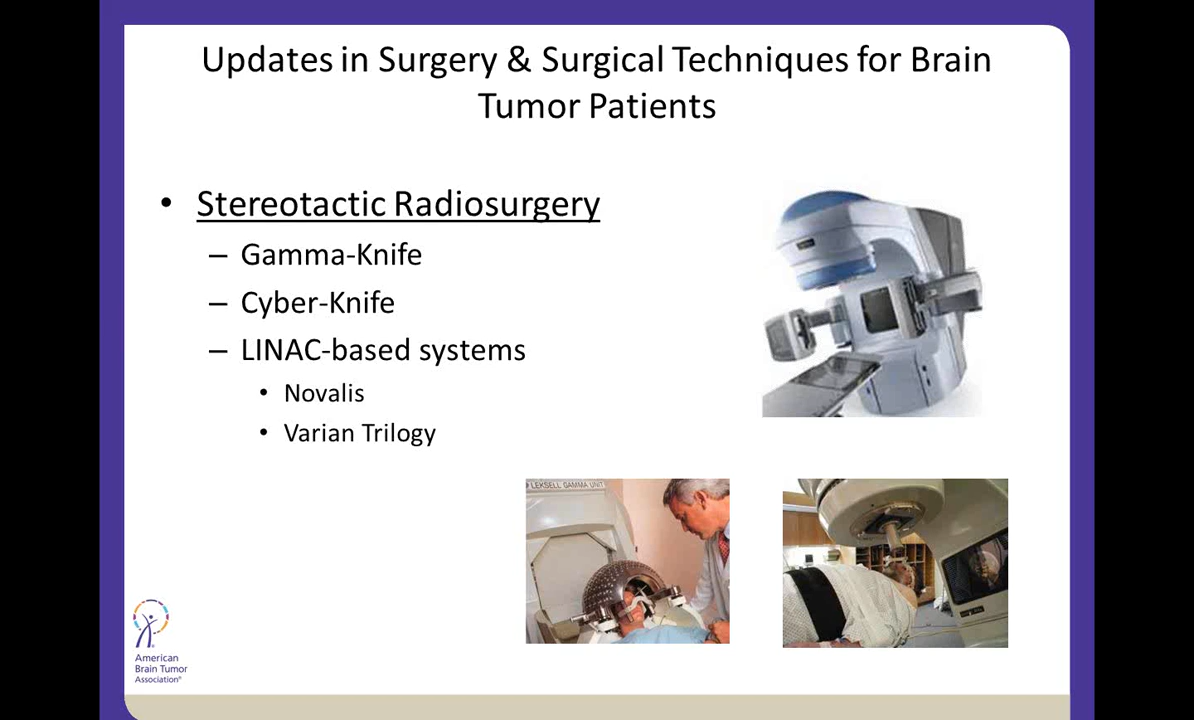 Updates in Surgery & Surgical Techniques for Brain
Tumor Patients
• Stereotactic Radiosurgery
– Gamma-Knife
– Cyber-Knife
– LINAC-based systems
• Novalis
• Varian Trilogy
LEKSELL GAMMA UNIT
American
Brain Tumor
Association®